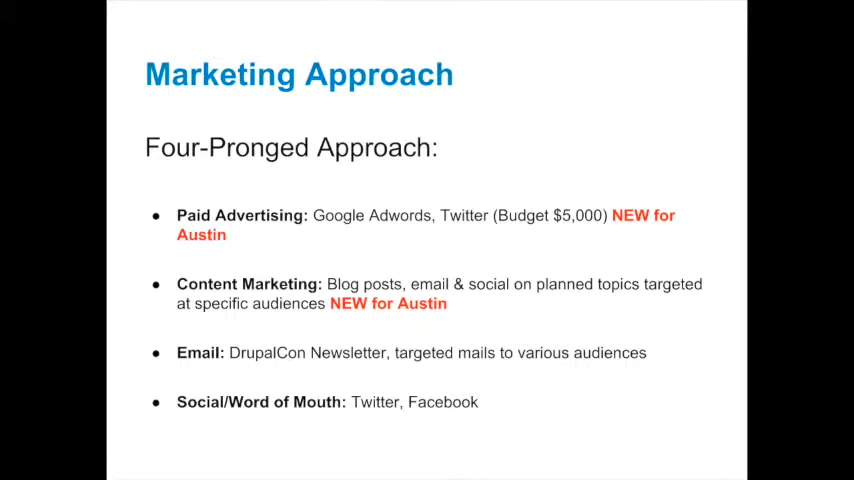 Marketing Approach
Four-Pronged Approach:
● Paid Advertising: Google Adwords, Twitter (Budget $5,000) NEW for
Austin
● Content Marketing: Blog posts, email & social on planned topics targeted
at specific audiences NEW for Austin
● Email: DrupalCon Newsletter, targeted mails to various audiences
● Social/Word of Mouth: Twitter, Facebook